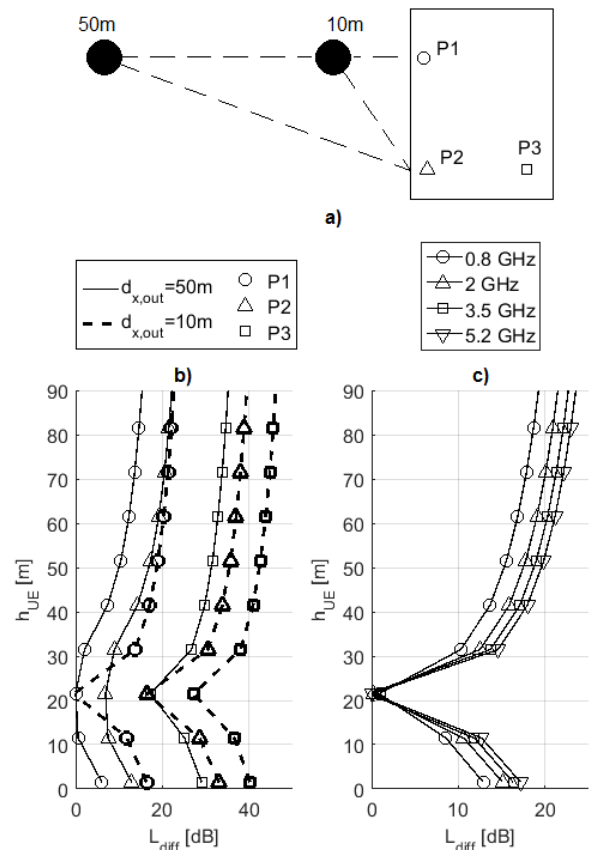 50m
10m
P1
P2
P3
a)
d_x,out=50m
d_x,out=10m
P1
P2
P3
0.8 GHz
2 GHz
3.5 GHz
5.2 GHz
b)
c)
90
80
70
60
50
40
30
20
10
0
h_UE [m]
0
20
40
L_diff [dB]
90
80
70
60
50
40
30
20
10
0
h_UE [m]
0
10
20
L_diff [dB]